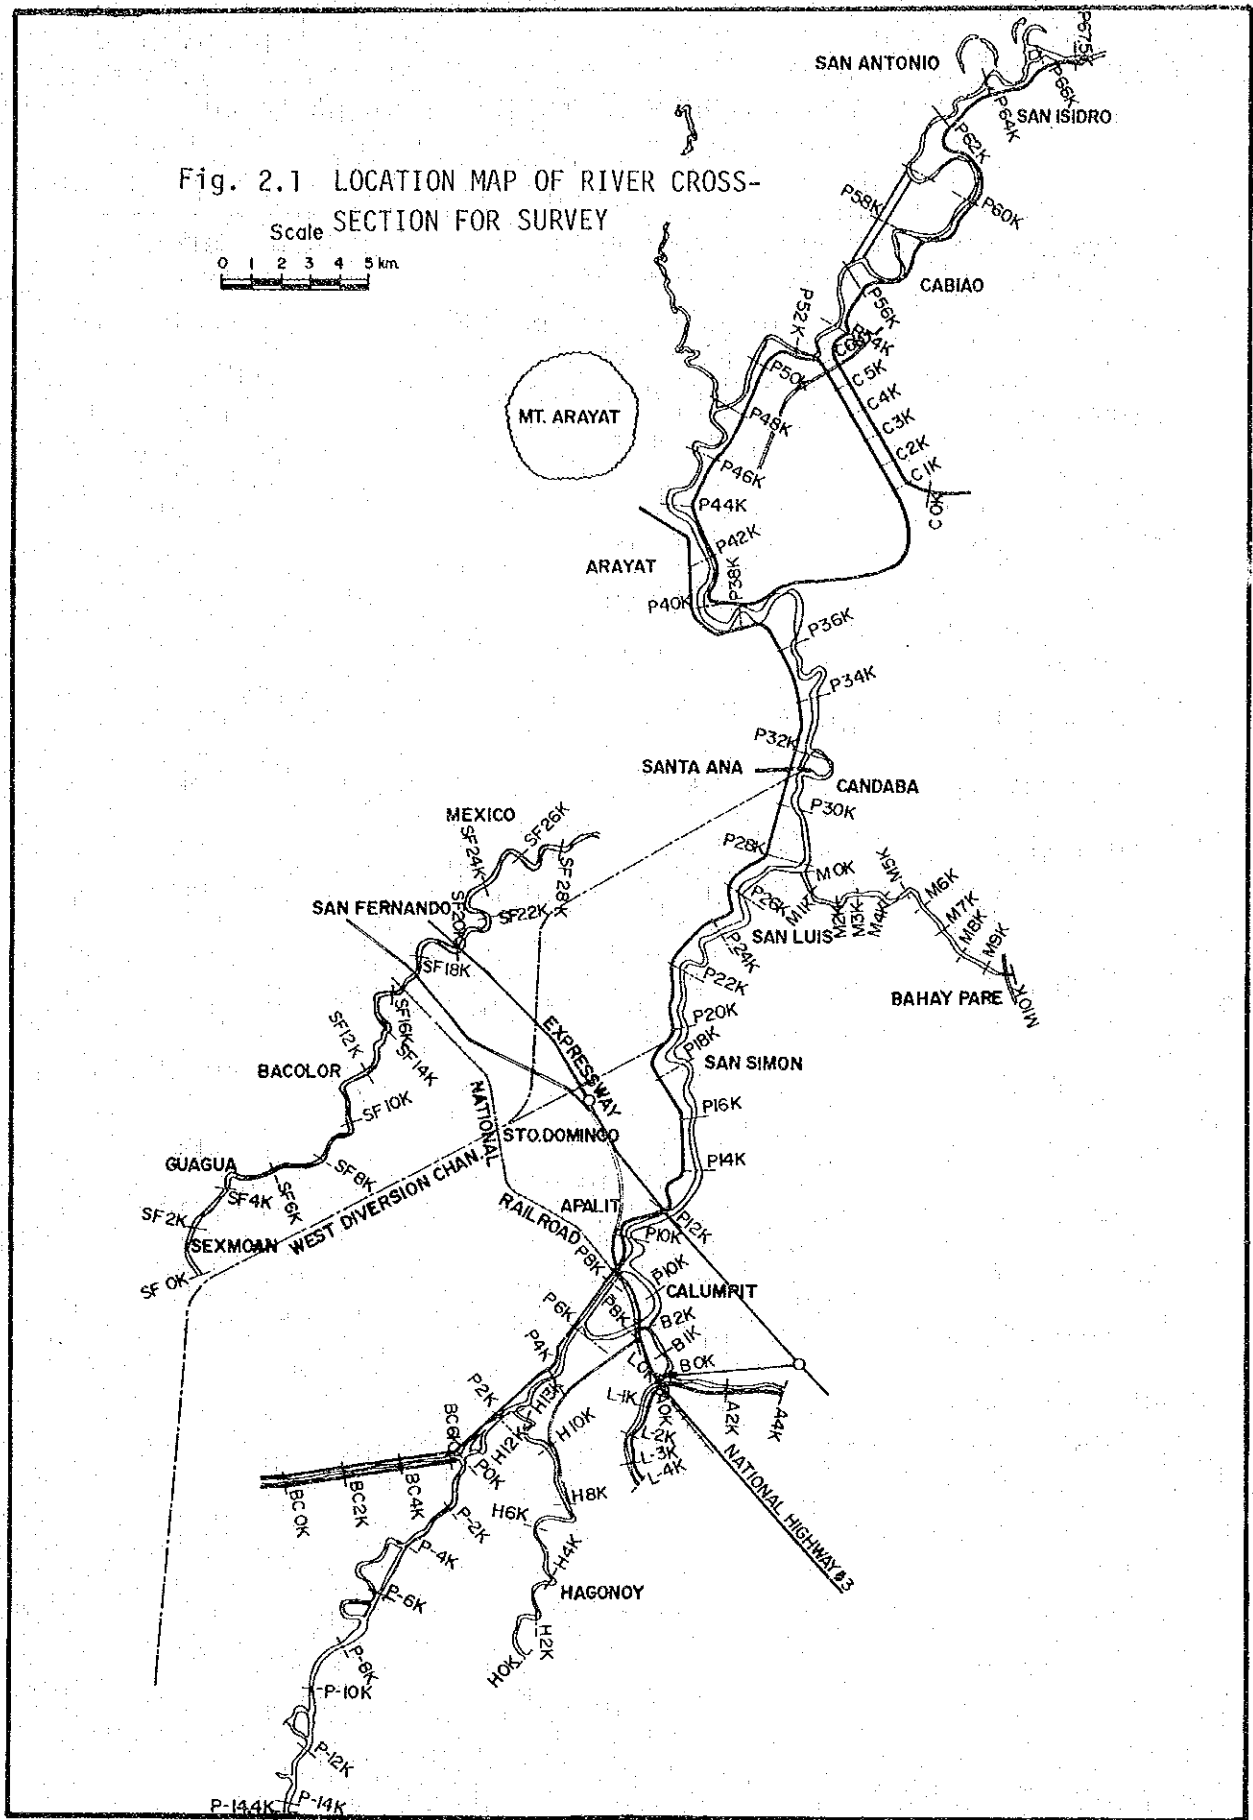 P67.5K
SAN ANTONIO
P66K
P64K
SAN ISIDRO
P62K
Fig. 2.1 LOCATION MAP OF RIVER CROSS-
SECTION FOR SURVEY
Scale
0 1 2 3 4 5 km
P58K
P60K
CABIAO
P56K
P52K
P54K
P50K
C5K
C4K
C3K
C2K
C1K
C0K
MT. ARAYAT
P48K
P46K
P44K
P42K
ARAYAT
P38K
P40K
P36K
P34K
P32K
SANTA ANA
CANDABA
P30K
MEXICO
SF26K
SF24K
SF28K
P28K
M0K
M5K
M6K
M7K
M8K
M9K
M10K
P26K
M1K
M2K
M3K
M4K
SAN FERNANDO
SF20K
SF22K
SAN LUIS
P24K
SF18K
P22K
BAHAY PARE
SF16K
P20K
SF12K
SF14K
EXPRESSWAY
P18K
SAN SIMON
BACOLOR
NATIONAL
RAILROAD
SF10K
P16K
STO.DOMINGO
GUAGUA
SF8K
P14K
SF6K
SF4K
WEST DIVERSION CHAN.
APALIT
SF2K
P12K
SEXMOAN
P10K
SF 0K
P8K
P10K
CALUMPIT
P8K
P6K
B2K
B1K
P4K
L0K
B0K
P2K
H13K
L-1K
A0K
A2K
A4K
BC6K
H12K
H10K
L-2K
L-3K
L-4K
P0K
BC4K
BC2K
BC0K
NATIONAL HIGHWAY #3
H8K
H6K
P-2K
H4K
P-4K
HAGONOY
P-6K
H2K
H0K
P-8K
P-10K
P-12K
P-14K
P-14.4K